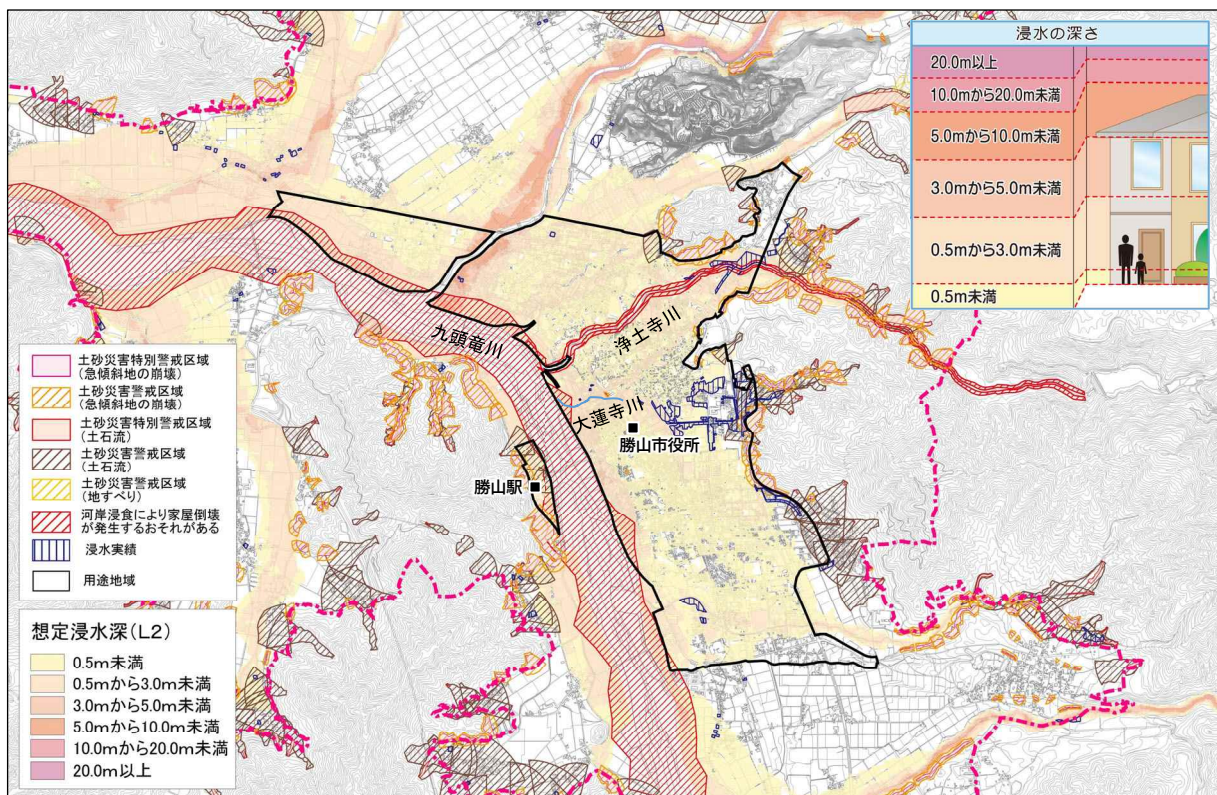 浸水の深さ
20.0m以上
10.0mから20.0m未満
5.0mから10.0m未満
3.0mから5.0m未満
0.5mから3.0m未満
0.5m未満
九頭竜川
浄土寺川
大蓮寺川
勝山市役所
勝山駅
土砂災害特別警戒区域
(急傾斜地の崩壊)
土砂災害警戒区域
(急傾斜地の崩壊)
土砂災害特別警戒区域
(土石流)
土砂災害警戒区域
(土石流)
土砂災害警戒区域
(地すべり)
河岸浸食により家屋倒壊
が発生するおそれがある
浸水実績
用途地域
想定浸水深(L2)
0.5m未満
0.5mから3.0m未満
3.0mから5.0m未満
5.0mから10.0m未満
10.0mから20.0m未満
20.0m以上